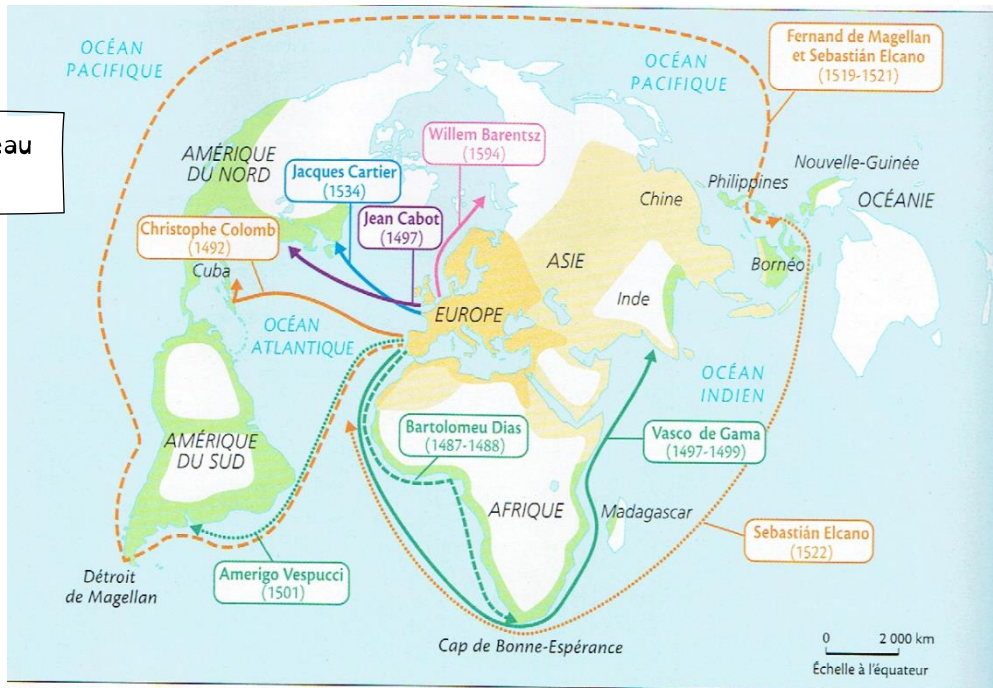 OCÉAN
PACIFIQUE
Fernand de Magellan
et Sebastián Elcano
(1519-1521)
OCÉAN
PACIFIQUE
Willem Barentsz
(1594)
AMÉRIQUE
DU NORD
Jacques Cartier
(1534)
Nouvelle-Guinée
Philippines
OCÉANIE
Chine
Jean Cabot
(1497)
Christophe Colomb
(1492)
Cuba
ASIE
Bornéo
Inde
EUROPE
OCÉAN
ATLANTIQUE
OCÉAN
INDIEN
Bartolomeu Dias
(1487-1488)
Vasco de Gama
(1497-1499)
AMÉRIQUE
DU SUD
AFRIQUE
Madagascar
Sebastián Elcano
(1522)
Détroit
de Magellan
Amerigo Vespucci
(1501)
Cap de Bonne-Espérance
0 2 000 km
Échelle à l'équateur